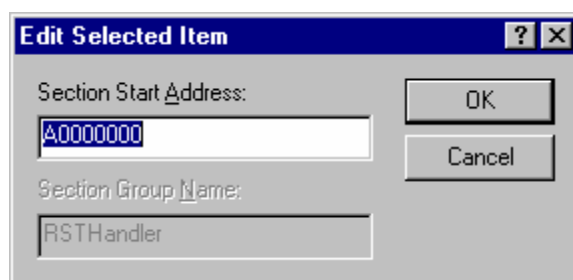 Edit Selected Item
Section Start Address:
OK
A0000000
Cancel
Section Group Name:
RSTHandler